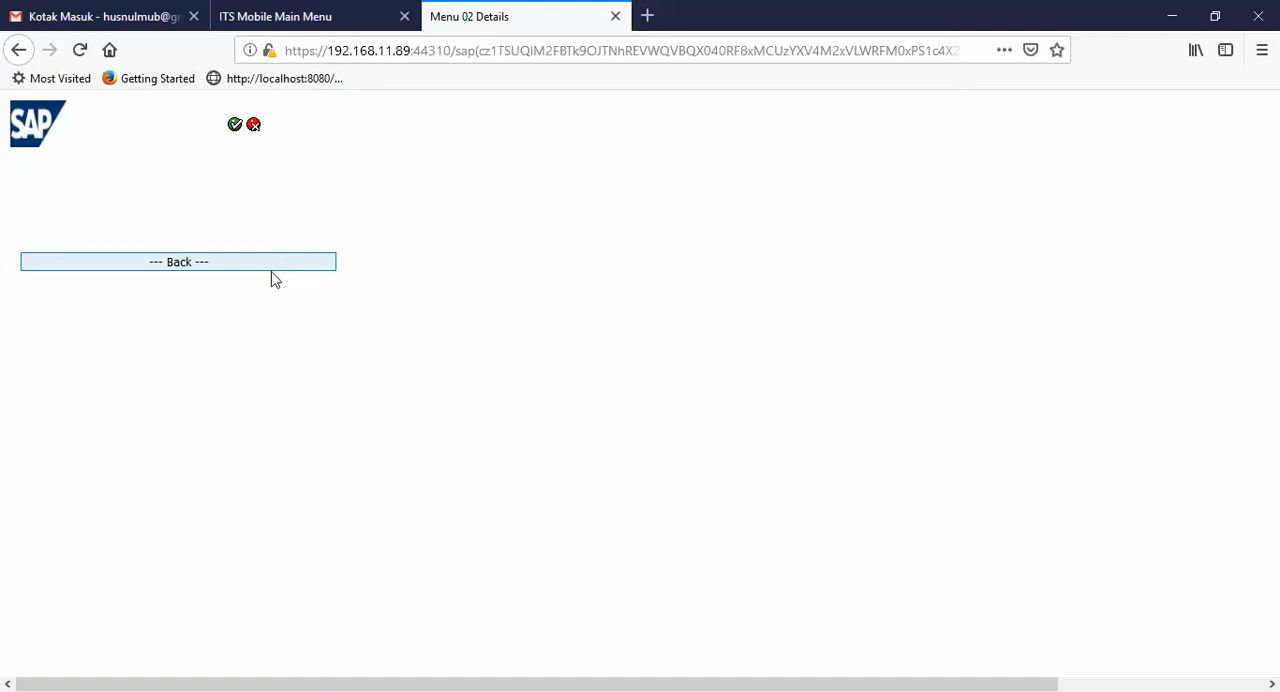 Kotak Masuk - husnulmub@g
ITS Mobile Main Menu
Menu 02 Details
https://192.168.11.89:44310/sap(cz1TSUQlM2FBTk9OJTNhREVWQVBQX040RF8xMCUzYXV4M2xVLWRFM0xPS1c4X2
Most Visited
Getting Started
http://localhost:8080/...
SAP
--- Back ---